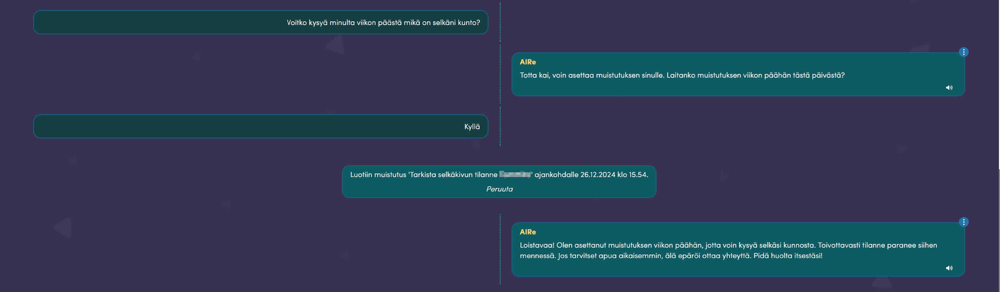 Voitko kysyä minulta viikon päästä mikä on selkäni kunto?
AIRe
Totta kai, voin asettaa muistutuksen sinulle. Laitanko muistutuksen viikon päähän tästä päivästä?
Kyllä
Luotiin muistutus 'Tarkista selkäkivun tilanne ' ajankohdalle 26.12.2024 klo 15.54.
Peruuta
AIRe
Loistavaa! Olen asettanut muistutuksen viikon päähän, jotta voin kysyä selkäsi kunnosta. Toivottavasti tilanne paranee siihen
mennessä. Jos tarvitset apua aikaisemmin, älä epäröi ottaa yhteyttä. Pidä huolta itsestäsi!